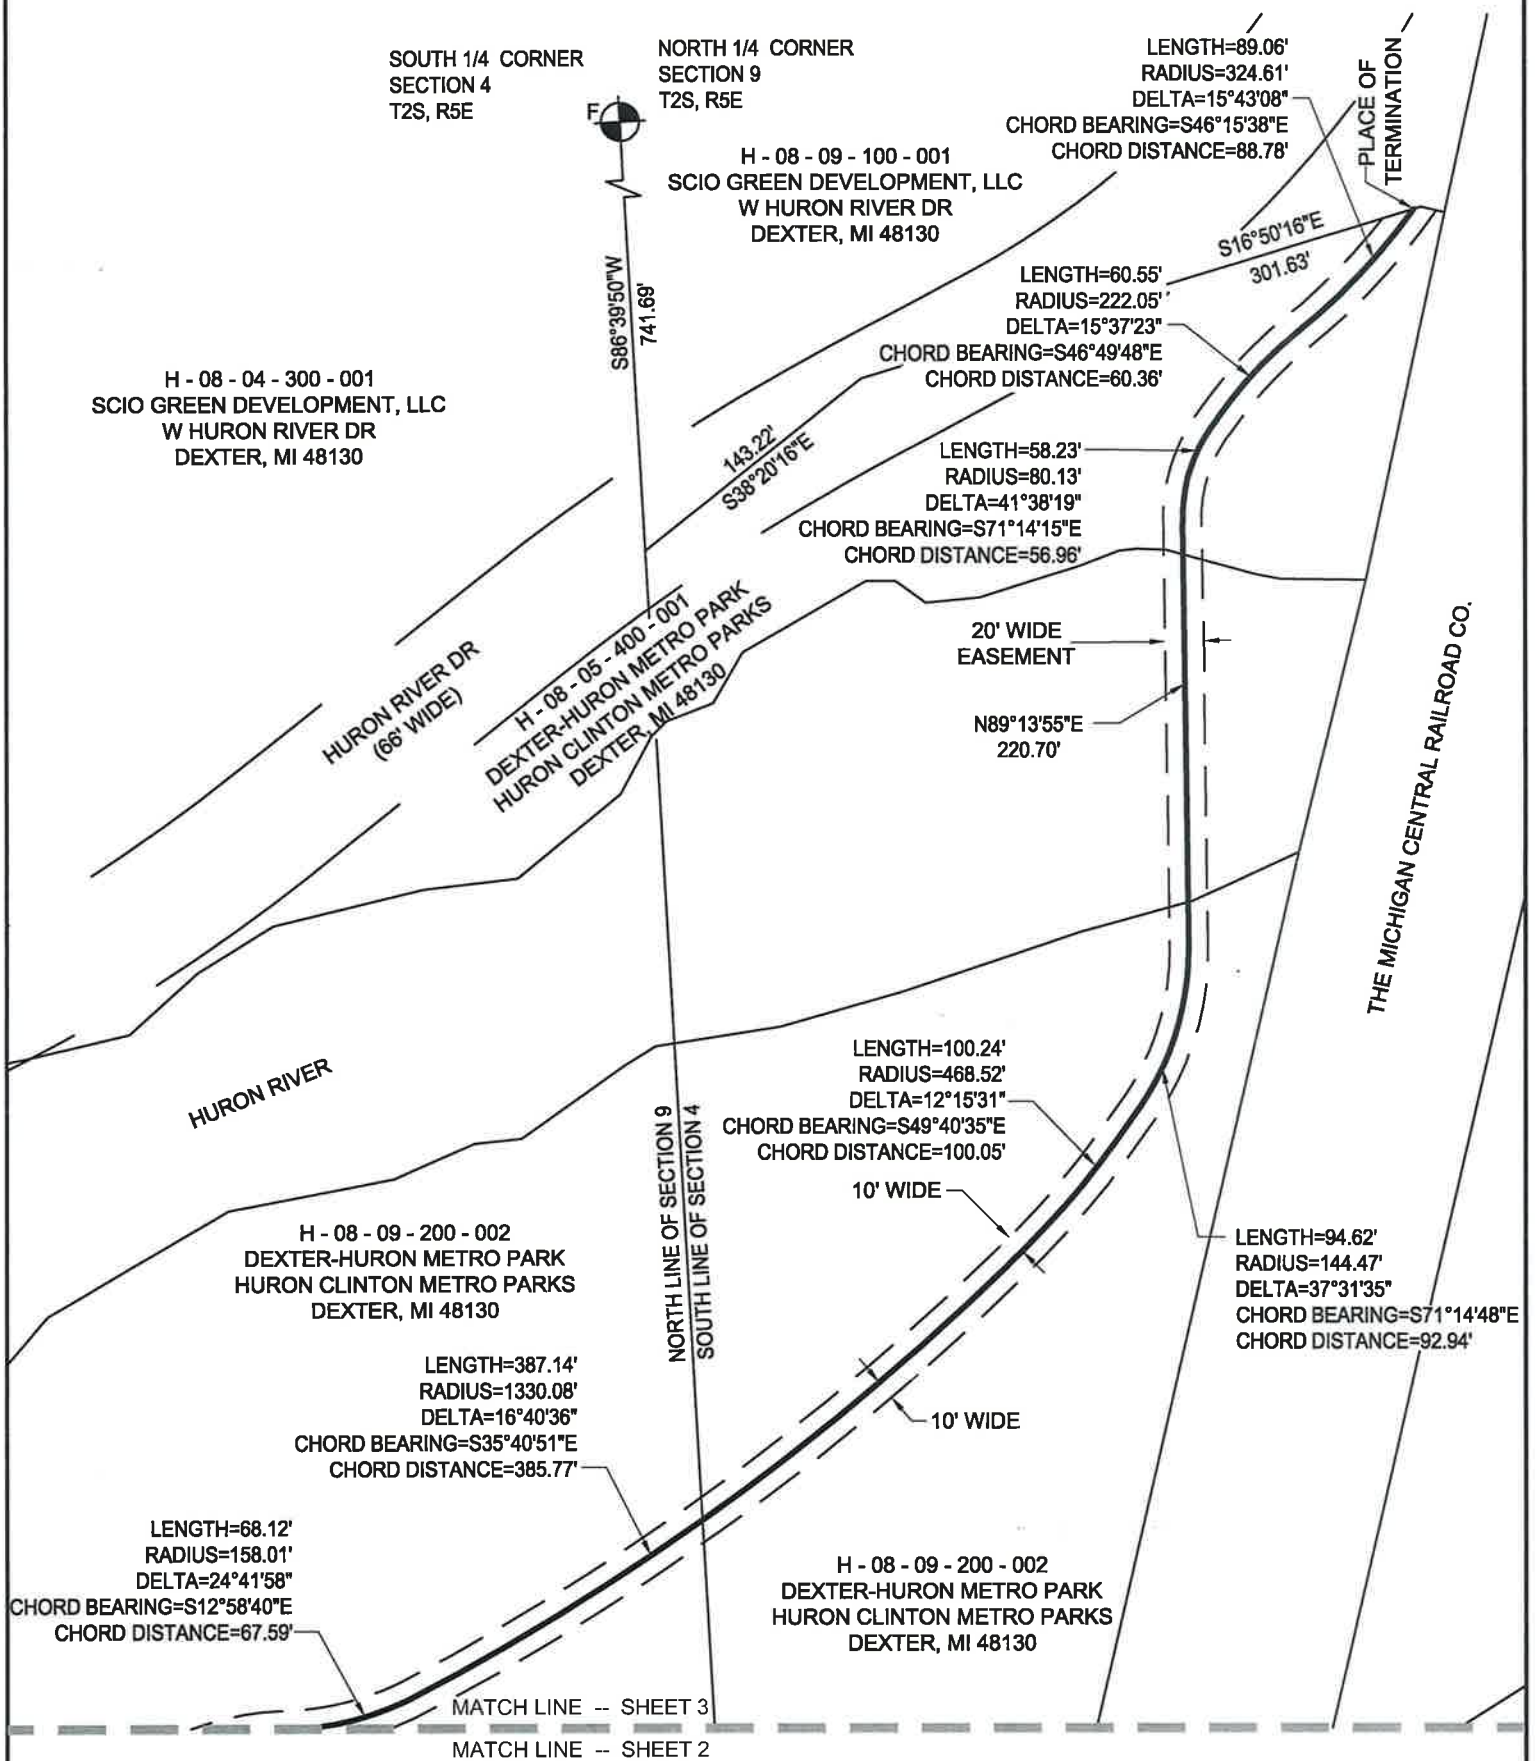 SOUTH 1/4 CORNER
SECTION 4
T2S, R5E
NORTH 1/4 CORNER
SECTION 9
T2S, R5E
F
LENGTH=89.06'
RADIUS=324.61'
DELTA=15°43'08"
CHORD BEARING=S46°15'38"E
CHORD DISTANCE=88.78'
PLACE OF
TERMINATION
H - 08 - 09 - 100 - 001
SCIO GREEN DEVELOPMENT, LLC
W HURON RIVER DR
DEXTER, MI 48130
S16°50'16"E
301.63'
S86°39'50"W
741.69'
LENGTH=60.55'
RADIUS=222.05'
DELTA=15°37'23"
CHORD BEARING=S46°49'48"E
CHORD DISTANCE=60.36'
H - 08 - 04 - 300 - 001
SCIO GREEN DEVELOPMENT, LLC
W HURON RIVER DR
DEXTER, MI 48130
143.22'
S38°20'16"E
LENGTH=58.23'
RADIUS=80.13'
DELTA=41°38'19"
CHORD BEARING=S71°14'15"E
CHORD DISTANCE=56.96'
HURON RIVER DR
(66' WIDE)
H - 08 - 05 - 400 - 001
DEXTER-HURON METRO PARK
HURON CLINTON METRO PARKS
DEXTER, MI 48130
20' WIDE
EASEMENT
N89°13'55"E
220.70'
THE MICHIGAN CENTRAL RAILROAD CO.
HURON RIVER
LENGTH=100.24'
RADIUS=468.52'
DELTA=12°15'31"
CHORD BEARING=S49°40'35"E
CHORD DISTANCE=100.05'
10' WIDE
NORTH LINE OF SECTION 9
SOUTH LINE OF SECTION 4
H - 08 - 09 - 200 - 002
DEXTER-HURON METRO PARK
HURON CLINTON METRO PARKS
DEXTER, MI 48130
LENGTH=94.62'
RADIUS=144.47'
DELTA=37°31'35"
CHORD BEARING=S71°14'48"E
CHORD DISTANCE=92.94'
LENGTH=387.14'
RADIUS=1330.08'
DELTA=16°40'36"
CHORD BEARING=S35°40'51"E
CHORD DISTANCE=385.77'
10' WIDE
LENGTH=68.12'
RADIUS=158.01'
DELTA=24°41'58"
CHORD BEARING=S12°58'40"E
CHORD DISTANCE=67.59'
H - 08 - 09 - 200 - 002
DEXTER-HURON METRO PARK
HURON CLINTON METRO PARKS
DEXTER, MI 48130
MATCH LINE -- SHEET 3
MATCH LINE -- SHEET 2